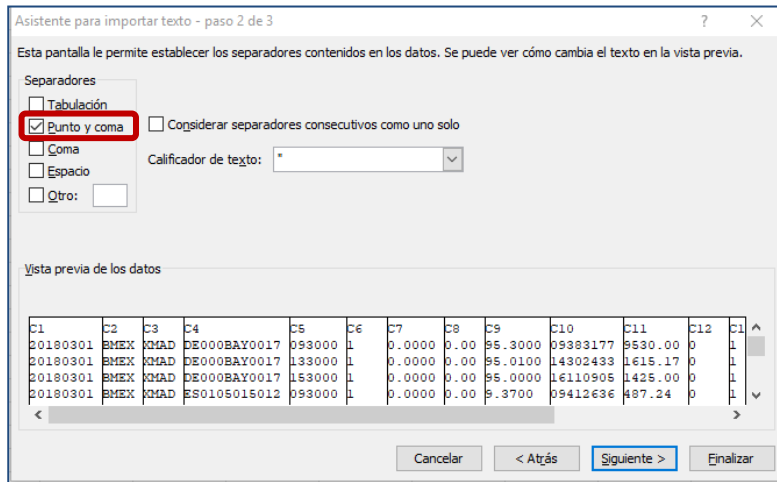 Asistente para importar texto - paso 2 de 3
Esta pantalla le permite establecer los separadores contenidos en los datos. Se puede ver cómo cambia el texto en la vista previa.
Separadores
Tabulación
Punto y coma
Coma
Espacio
Otro:
Considerar separadores consecutivos como uno solo
Calificador de texto: "
Vista previa de los datos
C1 C2 C3 C4 C5 C6 C7 C8 C9 C10 C11 C12 C1
20180301 BMEX XMAD DE000BAY0017 093000 1 0.0000 0.00 95.3000 09383177 9530.00 0 1
20180301 BMEX XMAD DE000BAY0017 133000 1 0.0000 0.00 95.0100 14302433 1615.17 0 1
20180301 BMEX XMAD DE000BAY0017 153000 1 0.0000 0.00 95.0000 16110905 1425.00 0 1
20180301 BMEX XMAD ES0105015012 093000 1 0.0000 0.00 9.3700 09412636 487.24 0 1
Cancelar < Atrás Siguiente > Finalizar